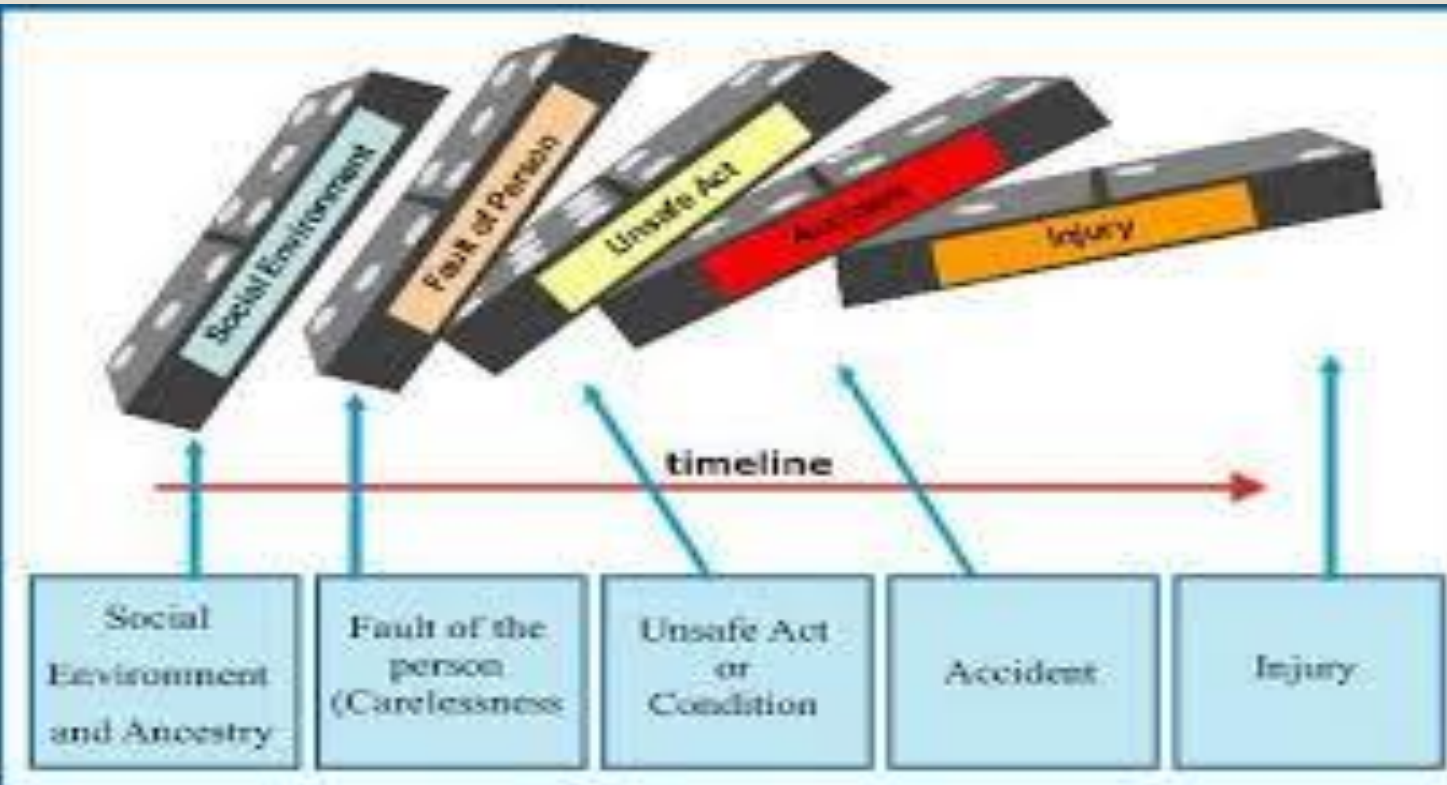 Social Environment
Fault of Person
Unsafe Act
Accident
Injury
timeline
Social
Environment
and Ancestry
Fault of the
person
(Carelessness
Unsafe Act
or
Condition
Accident
Injury